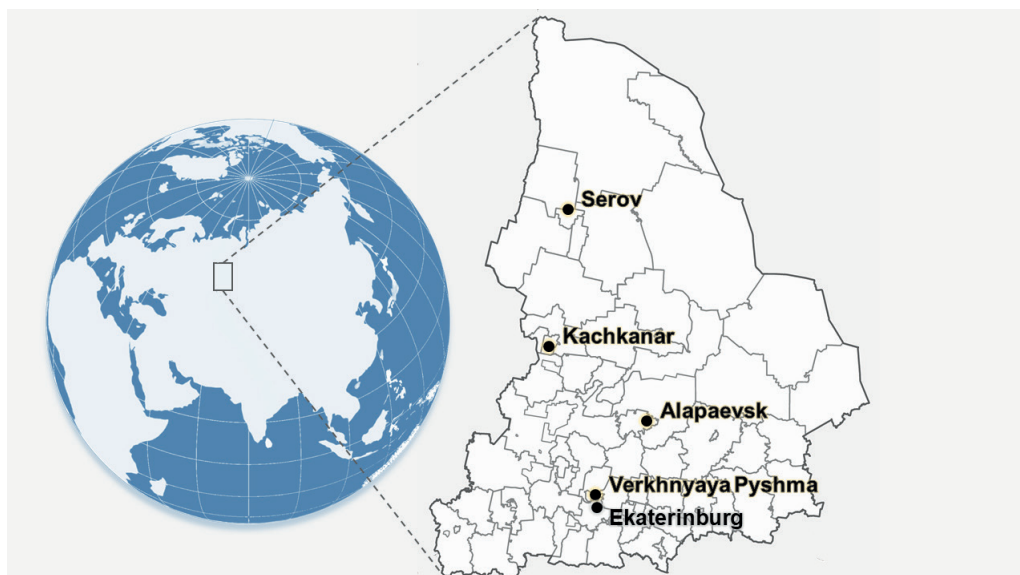 Serov
Kachkanar
Alapaevsk
Verkhnyaya Pyshma
Ekaterinburg